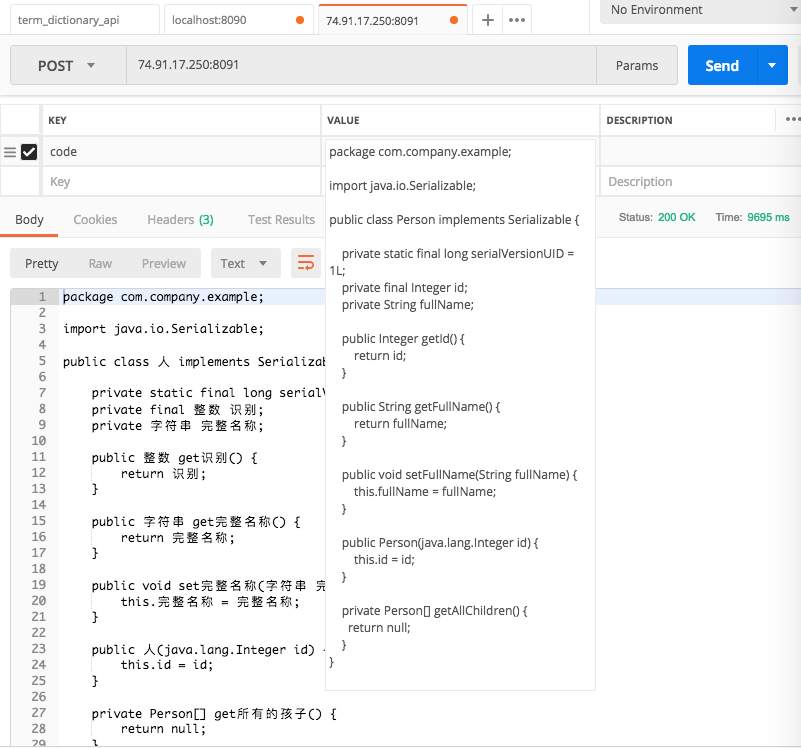 term_dictionary_api
localhost:8090
74.91.17.250:8091
No Environment
POST
74.91.17.250:8091
Params
Send
KEY
VALUE
DESCRIPTION
code
Key
Description
package com.company.example;
import java.io.Serializable;
public class Person implements Serializable {
private static final long serialVersionUID =
1L;
private final Integer id;
private String fullName;
public Integer getId() {
return id;
}
public String getFullName() {
return fullName;
}
public void setFullName(String fullName) {
this.fullName = fullName;
}
public Person(java.lang.Integer id) {
this.id = id;
}
private Person[] getAllChildren() {
return null;
}
}
Body
Cookies
Headers (3)
Test Results
Status: 200 OK
Time: 9695 ms
Pretty
Raw
Preview
Text
1 package com.company.example;
2
3 import java.io.Serializable;
4
5 public class 人 implements Serializab
6
7 private static final long serialV
8 private final 整数 识别;
9 private 字符串 完整名称;
10
11 public 整数 get识别() {
12 return 识别;
13 }
14
15 public 字符串 get完整名称() {
16 return 完整名称;
17 }
18
19 public void set完整名称(字符串 完
20 this.完整名称 = 完整名称;
21 }
22
23 public 人(java.lang.Integer id) {
24 this.id = id;
25 }
26
27 private Person[] get所有的孩子() {
28 return null;
29 }